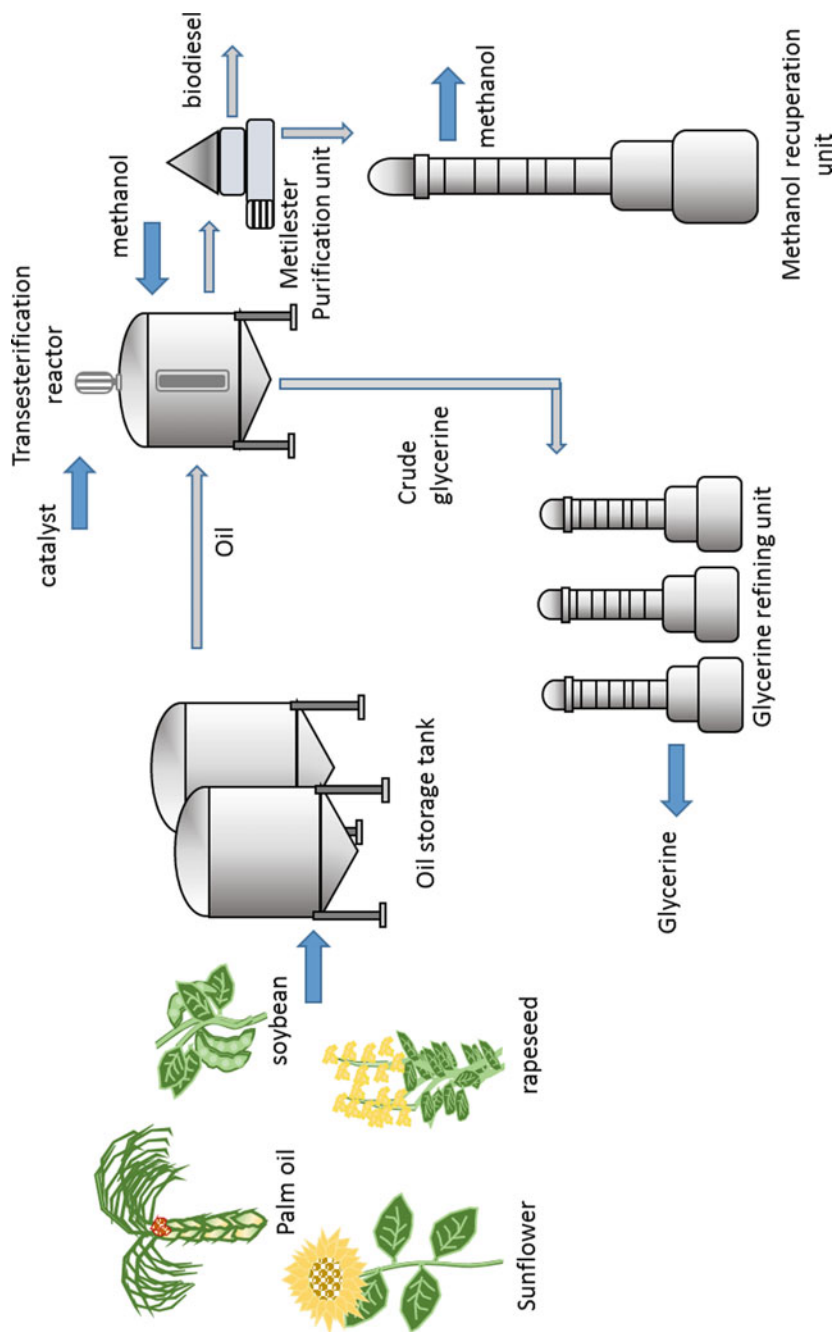 Palm oil
soybean
Sunflower
rapeseed
Oil storage tank
Oil
catalyst
Transesterification
reactor
methanol
biodiesel
Metilester
Purification unit
methanol
Methanol recuperation
unit
Crude
glycerine
Glycerine refining unit
Glycerine